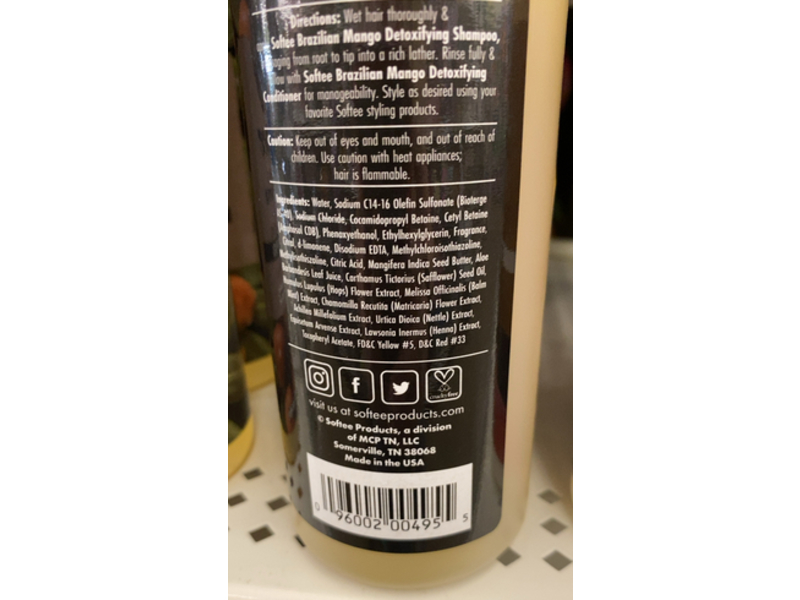 Directions: Wet hair thoroughly &
Softee Brazilian Mango Detoxifying Shampoo,
from root to tip into a rich lather. Rinse fully &
with Softee Brazilian Mango Detoxifying
Conditioner for manageability. Style as desired using your
favorite Softee styling products.
Caution: Keep out of eyes and mouth, and out of reach of
children. Use caution with heat appliances;
hair is flammable.
Ingredients: Water, Sodium C14-16 Olefin Sulfonate (Bioterge
Sodium Chloride, Cocamidopropyl Betaine, Cetyl Betaine
CDB), Phenoxyethanol, Ethylhexylglycerin, Fragrance,
d-limonene, Disodium EDTA, Methylchloroisothiazoline,
Citric Acid, Mangifera Indica Seed Butter, Aloe
Leaf Juice, Carthamus Tictorius (Safflower) Seed Oil,
Lupulus (Hops) Flower Extract, Melissa Officinalis (Balm
Mint) Extract, Chamomilla Recutita (Matricaria) Flower Extract,
Achillea Millefolium Extract, Urtica Dioica (Nettle) Extract,
Equisetum Arvense Extract, Lawsonia Inermus (Henna) Extract,
Tocopheryl Acetate, FD&C Yellow #5, D&C Red #33
crueltyfree
visit us at softeeproducts.com
© Softee Products, a division
of MCP TN, LLC
Somerville, TN 38068
Made in the USA
0 96002 00495 5